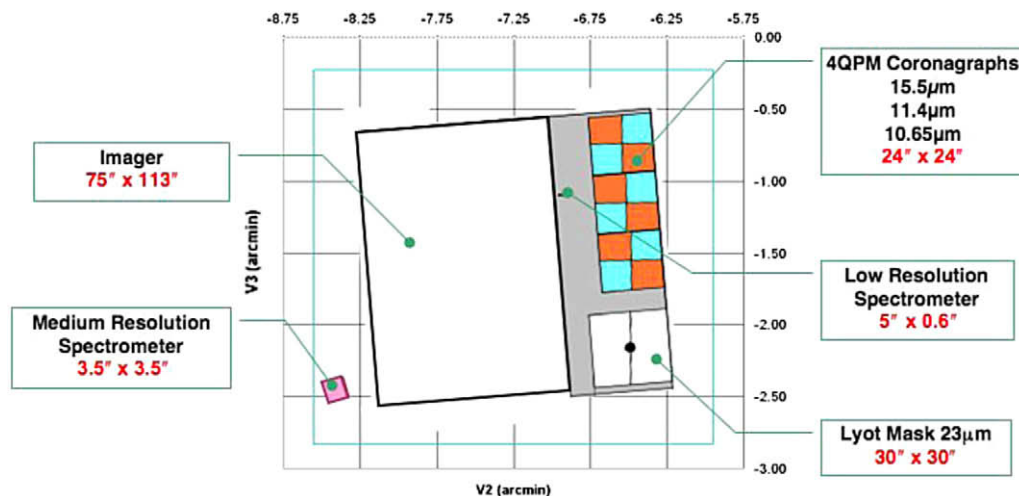 -8.75 -8.25 -7.75 -7.25 -6.75 -6.25 -5.75
0.00
4QPM Coronagraphs
15.5µm
11.4µm
10.65µm
24″ x 24″
-0.50
Imager
75″ x 113″
-1.00
V3 (arcmin)
-1.50
Low Resolution
Spectrometer
5″ x 0.6″
Medium Resolution
Spectrometer
3.5″ x 3.5″
-2.00
-2.50
Lyot Mask 23µm
30″ x 30″
-3.00
V2 (arcmin)